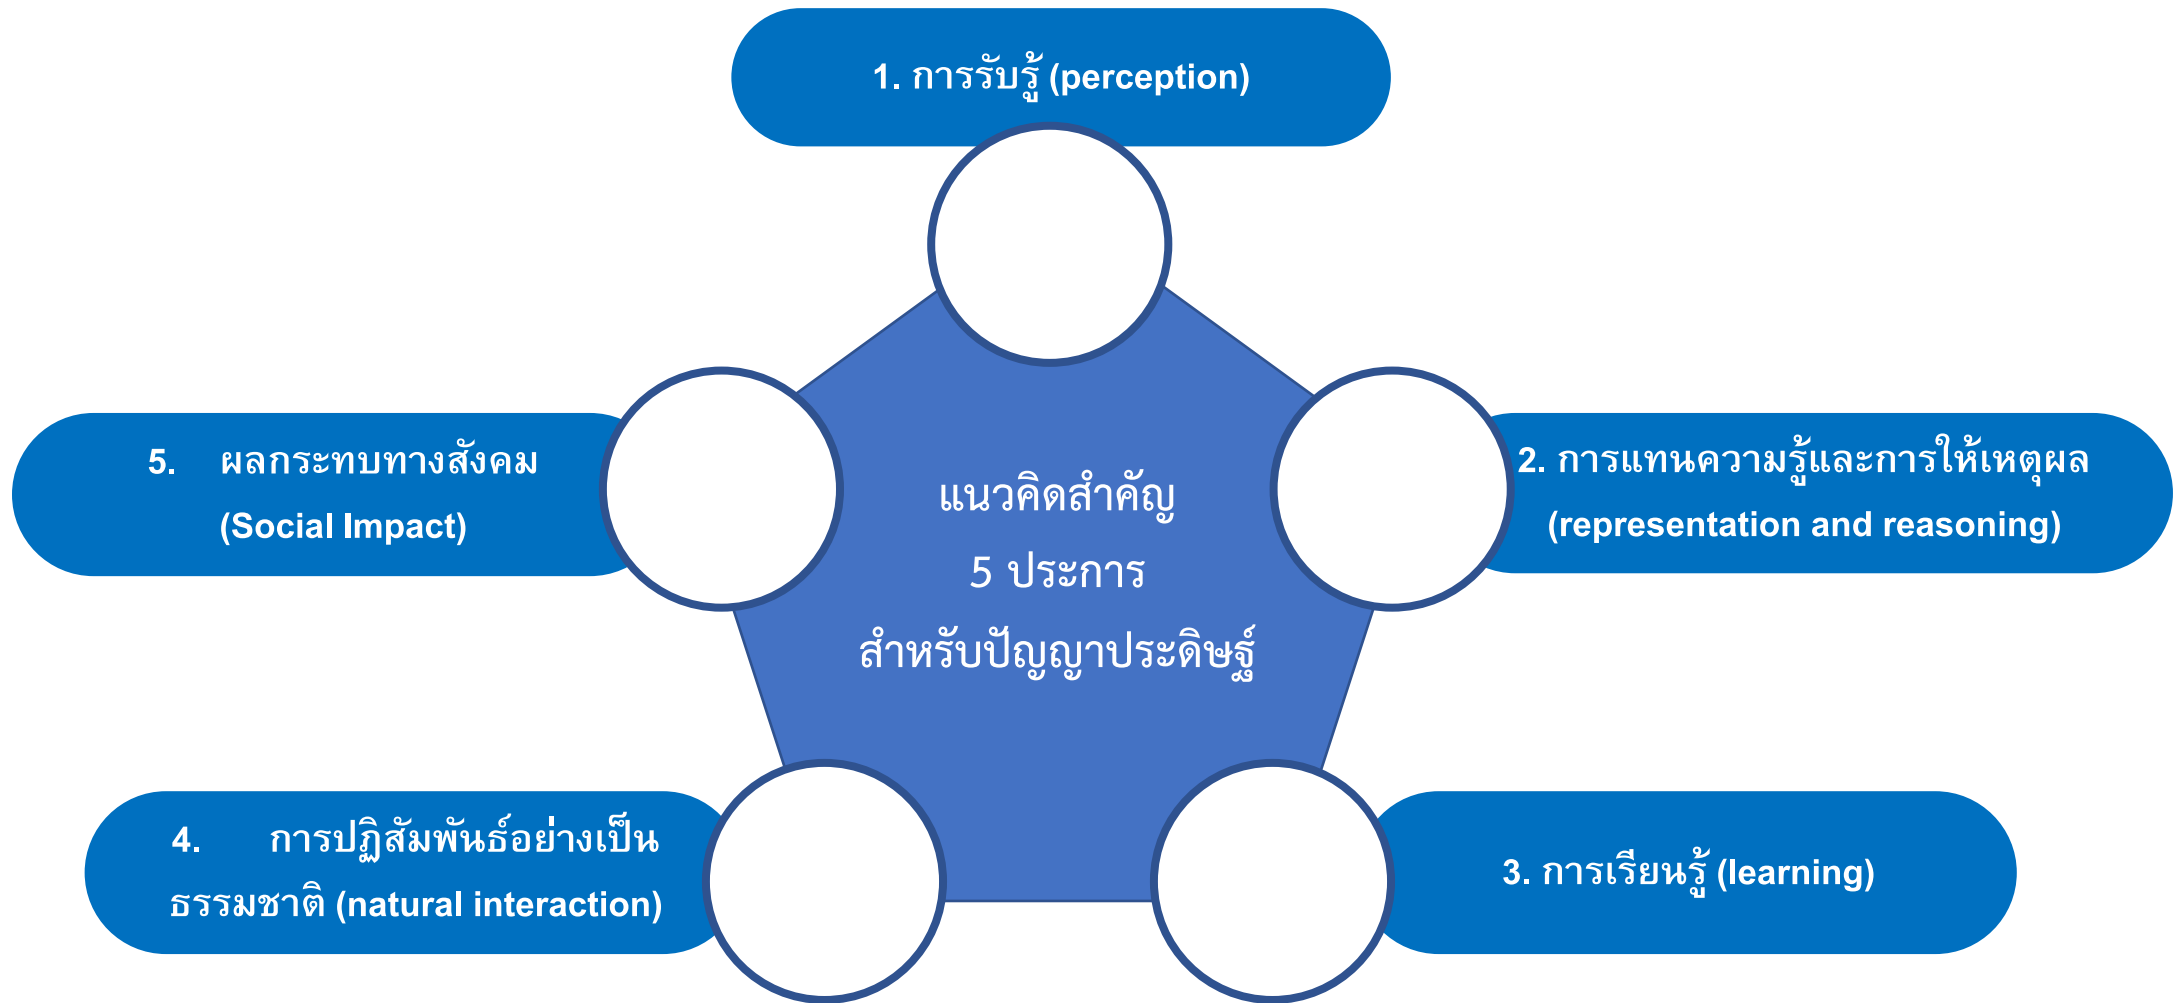 1. การรับรู้ (perception)
แนวคิดสำคัญ
5 ประการ
สำหรับปัญญาประดิษฐ์
2. การแทนความรู้และการให้เหตุผล
(representation and reasoning)
3. การเรียนรู้ (learning)
4. การปฏิสัมพันธ์อย่างเป็น
ธรรมชาติ (natural interaction)
5. ผลกระทบทางสังคม
(Social Impact)